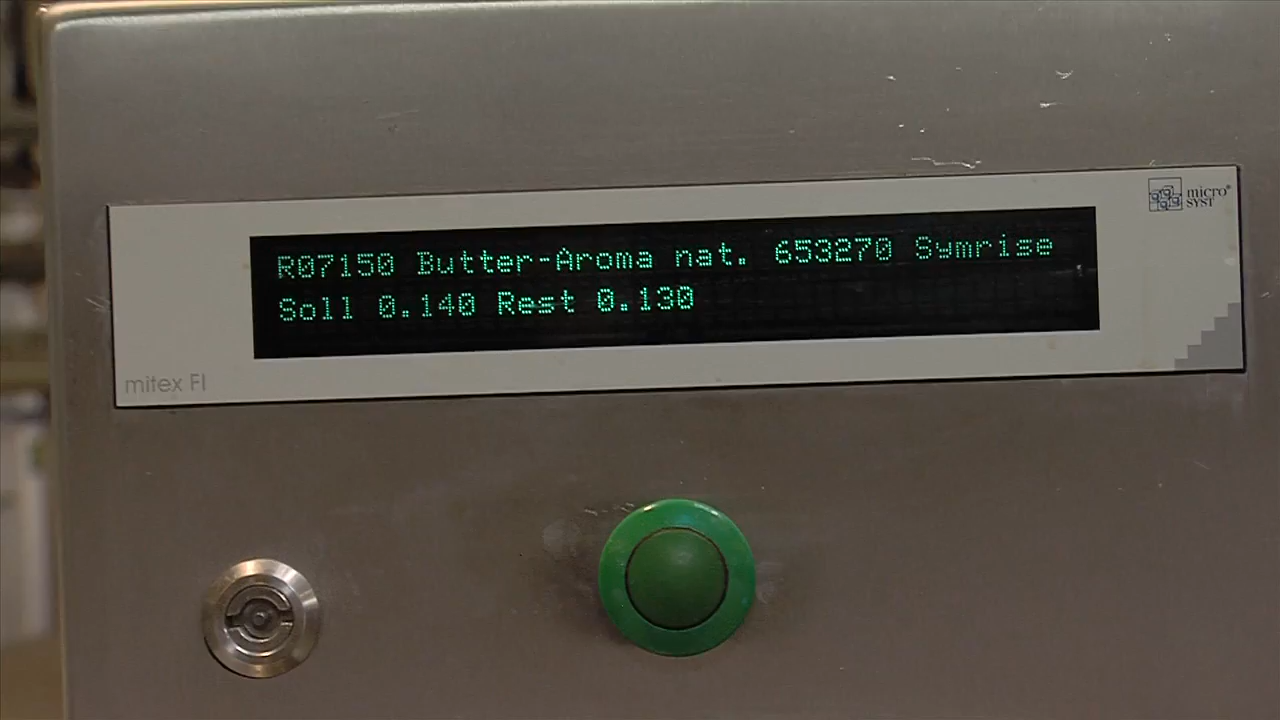 micro®
SYST
R07150 Butter-Aroma nat. 653270 Symrise
Soll 0.140 Rest 0.130
mitex FI